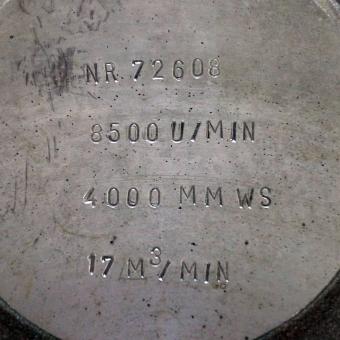 NR 72608
8500 U/MIN
4000 MM WS
17 M³/MIN